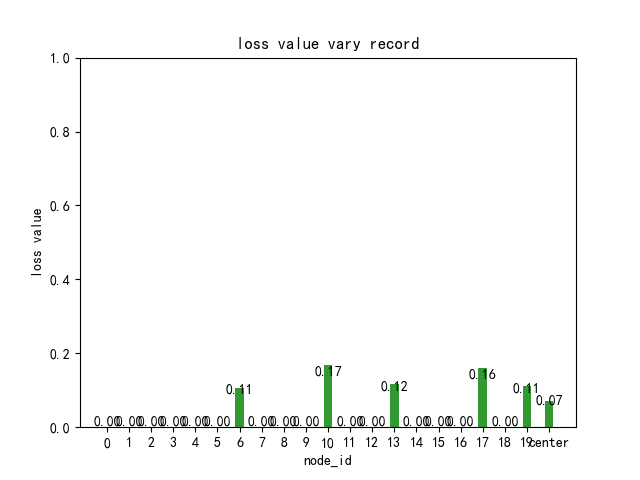 loss value vary record
1.0
0.8
0.6
0.4
0.2
0.0
loss value
0.00 0.00 0.00 0.00 0.00 0.00 0.11 0.00 0.00 0.00 0.17 0.00 0.00 0.12 0.00 0.00 0.00 0.16 0.00 0.11 0.07
0 1 2 3 4 5 6 7 8 9 10 11 12 13 14 15 16 17 18 19 center
node_id